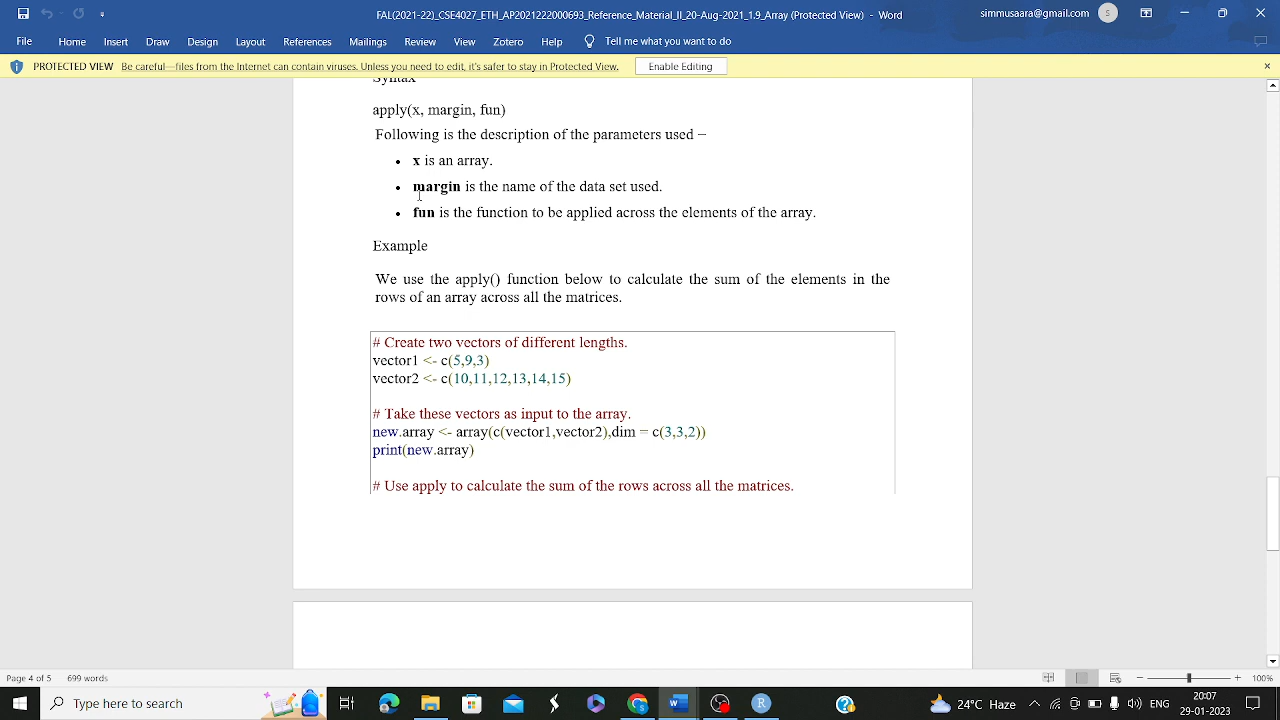 FAL(2021-22)_CSE4027_ETH_AP2021222000693_Reference_Material_II_20-Aug-2021_1.9_Array (Protected View) - Word
simmusaara@gmail.com
S
File Home Insert Draw Design Layout References Mailings Review View Zotero Help Tell me what you want to do
PROTECTED VIEW Be careful—files from the Internet can contain viruses. Unless you need to edit, it's safer to stay in Protected View. Enable Editing
Syntax
apply(x, margin, fun)
Following is the description of the parameters used −
• x is an array.
• margin is the name of the data set used.
• fun is the function to be applied across the elements of the array.
Example
We use the apply() function below to calculate the sum of the elements in the
rows of an array across all the matrices.
# Create two vectors of different lengths.
vector1 <- c(5,9,3)
vector2 <- c(10,11,12,13,14,15)
# Take these vectors as input to the array.
new.array <- array(c(vector1,vector2),dim = c(3,3,2))
print(new.array)
# Use apply to calculate the sum of the rows across all the matrices.
Page 4 of 5 699 words
100%
Type here to search
24°C Haze
ENG
20:07
29-01-2023